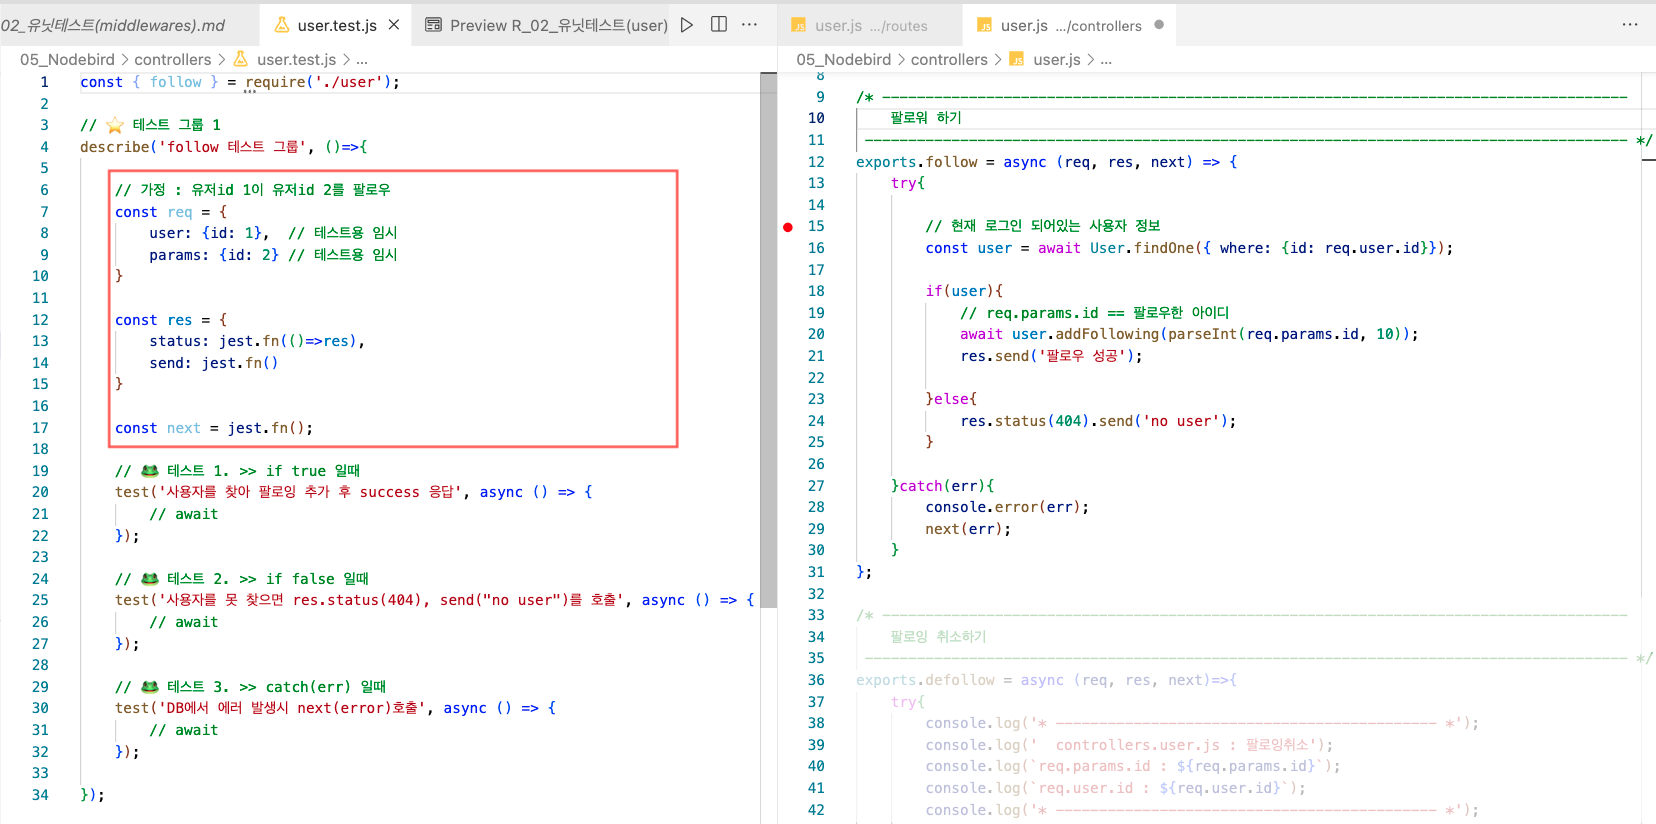 02_유닛테스트(middlewares).md
user.test.js
Preview R_02_유닛테스트(user)
05_Nodebird > controllers > user.test.js > ...
1 const { follow } = require('./user');
2
3 // ⭐ 테스트 그룹 1
4 describe('follow 테스트 그룹', ()=>{
5
6 // 가정 : 유저id 1이 유저id 2를 팔로우
7 const req = {
8 user: {id: 1}, // 테스트용 임시
9 params: {id: 2} // 테스트용 임시
10 }
11
12 const res = {
13 status: jest.fn(()=>res),
14 send: jest.fn()
15 }
16
17 const next = jest.fn();
18
19 // 🐸 테스트 1. >> if true 일때
20 test('사용자를 찾아 팔로잉 추가 후 success 응답', async () => {
21 // await
22 });
23
24 // 🐸 테스트 2. >> if false 일때
25 test('사용자를 못 찾으면 res.status(404), send("no user")를 호출', async () => {
26 // await
27 });
28
29 // 🐸 테스트 3. >> catch(err) 일때
30 test('DB에서 에러 발생시 next(error)호출', async () => {
31 // await
32 });
33
34 });
JS user.js .../routes
JS user.js .../controllers
05_Nodebird > controllers > JS user.js > ...
8
9 /* ----------------------------------------------------------------------------------------
10 팔로워 하기
11 ---------------------------------------------------------------------------------------- */
12 exports.follow = async (req, res, next) => {
13 try{
14
15 // 현재 로그인 되어있는 사용자 정보
16 const user = await User.findOne({ where: {id: req.user.id}});
17
18 if(user){
19 // req.params.id == 팔로우한 아이디
20 await user.addFollowing(parseInt(req.params.id, 10));
21 res.send('팔로우 성공');
22
23 }else{
24 res.status(404).send('no user');
25 }
26
27 }catch(err){
28 console.error(err);
29 next(err);
30 }
31 };
32
33 /* ----------------------------------------------------------------------------------------
34 팔로잉 취소하기
35 ---------------------------------------------------------------------------------------- */
36 exports.defollow = async (req, res, next)=>{
37 try{
38 console.log('* -------------------------------------------- *');
39 console.log('  controllers.user.js : 팔로잉취소');
40 console.log(`req.params.id : ${req.params.id}`);
41 console.log(`req.user.id : ${req.user.id}`);
42 console.log('* -------------------------------------------- *');